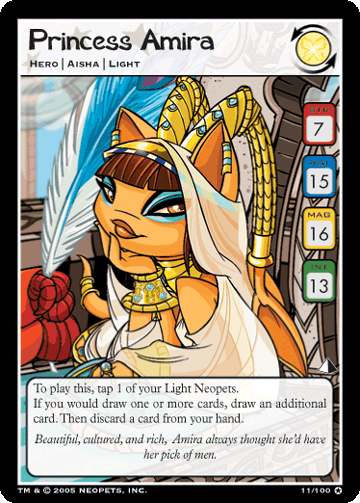 Princess Amira
HERO | AISHA | LIGHT
STR
7
AGI
15
MAG
16
INT
13
To play this, tap 1 of your Light Neopets.
If you would draw one or more cards, draw an additional
card. Then discard a card from your hand.
Beautiful, cultured, and rich, Amira always thought she'd have
her pick of men.
TM & © 2005 NEOPETS, INC.
11/100